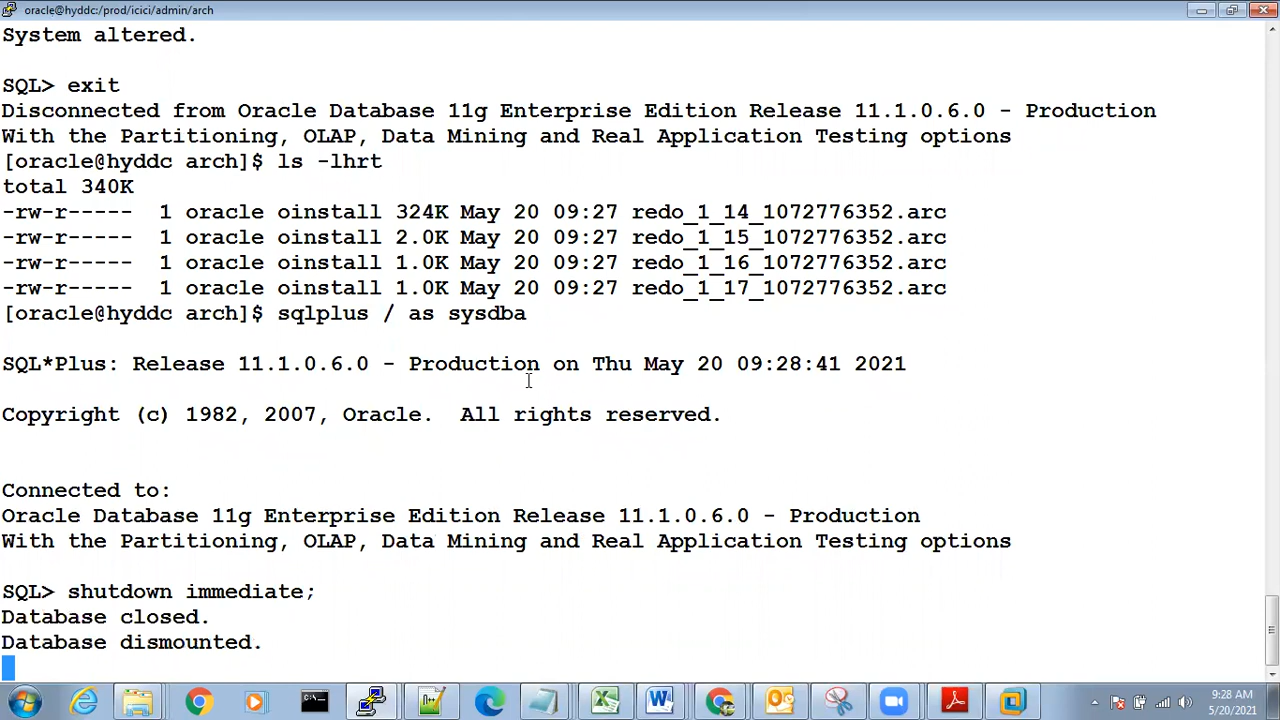 oracle@hyddc:/prod/icici/admin/arch
System altered.
SQL> exit
Disconnected from Oracle Database 11g Enterprise Edition Release 11.1.0.6.0 - Production
With the Partitioning, OLAP, Data Mining and Real Application Testing options
[oracle@hyddc arch]$ ls -lhrt
total 340K
-rw-r----- 1 oracle oinstall 324K May 20 09:27 redo_1_14_1072776352.arc
-rw-r----- 1 oracle oinstall 2.0K May 20 09:27 redo_1_15_1072776352.arc
-rw-r----- 1 oracle oinstall 1.0K May 20 09:27 redo_1_16_1072776352.arc
-rw-r----- 1 oracle oinstall 1.0K May 20 09:27 redo_1_17_1072776352.arc
[oracle@hyddc arch]$ sqlplus / as sysdba
SQL*Plus: Release 11.1.0.6.0 - Production on Thu May 20 09:28:41 2021
Copyright (c) 1982, 2007, Oracle.  All rights reserved.
Connected to:
Oracle Database 11g Enterprise Edition Release 11.1.0.6.0 - Production
With the Partitioning, OLAP, Data Mining and Real Application Testing options
SQL> shutdown immediate;
Database closed.
Database dismounted.
9:28 AM
5/20/2021